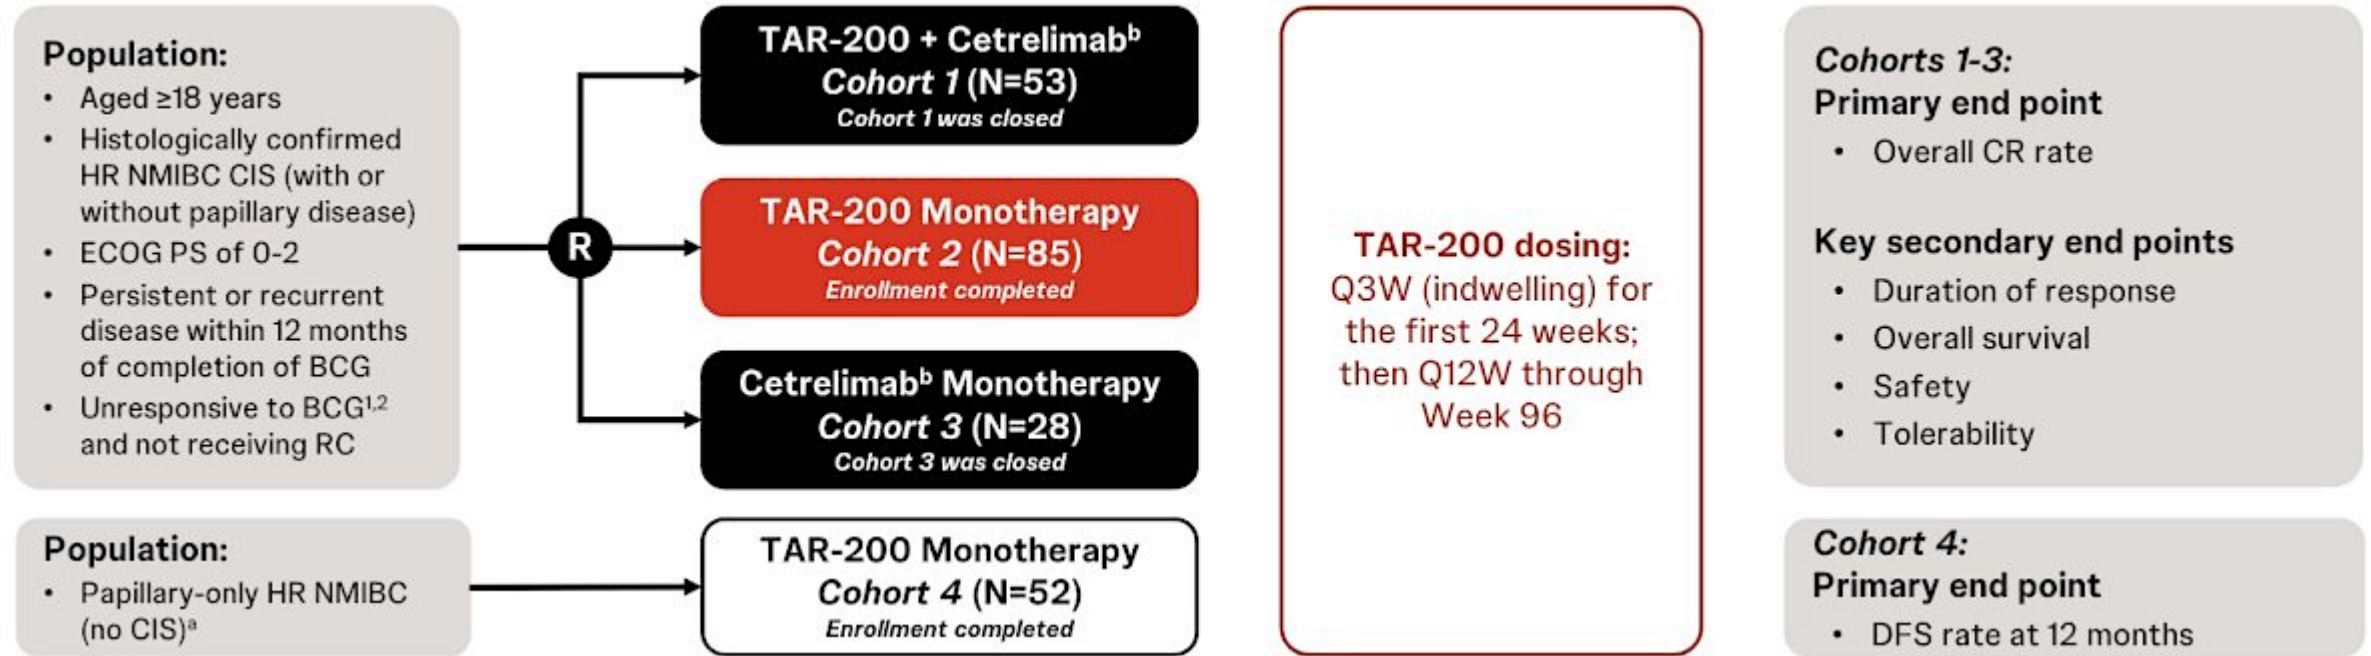 Population:
• Aged ≥18 years
• Histologically confirmed
HR NMIBC CIS (with or
without papillary disease)
• ECOG PS of 0-2
• Persistent or recurrent
disease within 12 months
of completion of BCG
• Unresponsive to BCG¹,²
and not receiving RC
Population:
• Papillary-only HR NMIBC
(no CIS)ᵃ
R
TAR-200 + Cetrelimabᵇ
Cohort 1 (N=53)
Cohort 1 was closed
TAR-200 Monotherapy
Cohort 2 (N=85)
Enrollment completed
Cetrelimabᵇ Monotherapy
Cohort 3 (N=28)
Cohort 3 was closed
TAR-200 Monotherapy
Cohort 4 (N=52)
Enrollment completed
TAR-200 dosing:
Q3W (indwelling) for
the first 24 weeks;
then Q12W through
Week 96
Cohorts 1-3:
Primary end point
• Overall CR rate
Key secondary end points
• Duration of response
• Overall survival
• Safety
• Tolerability
Cohort 4:
Primary end point
• DFS rate at 12 months